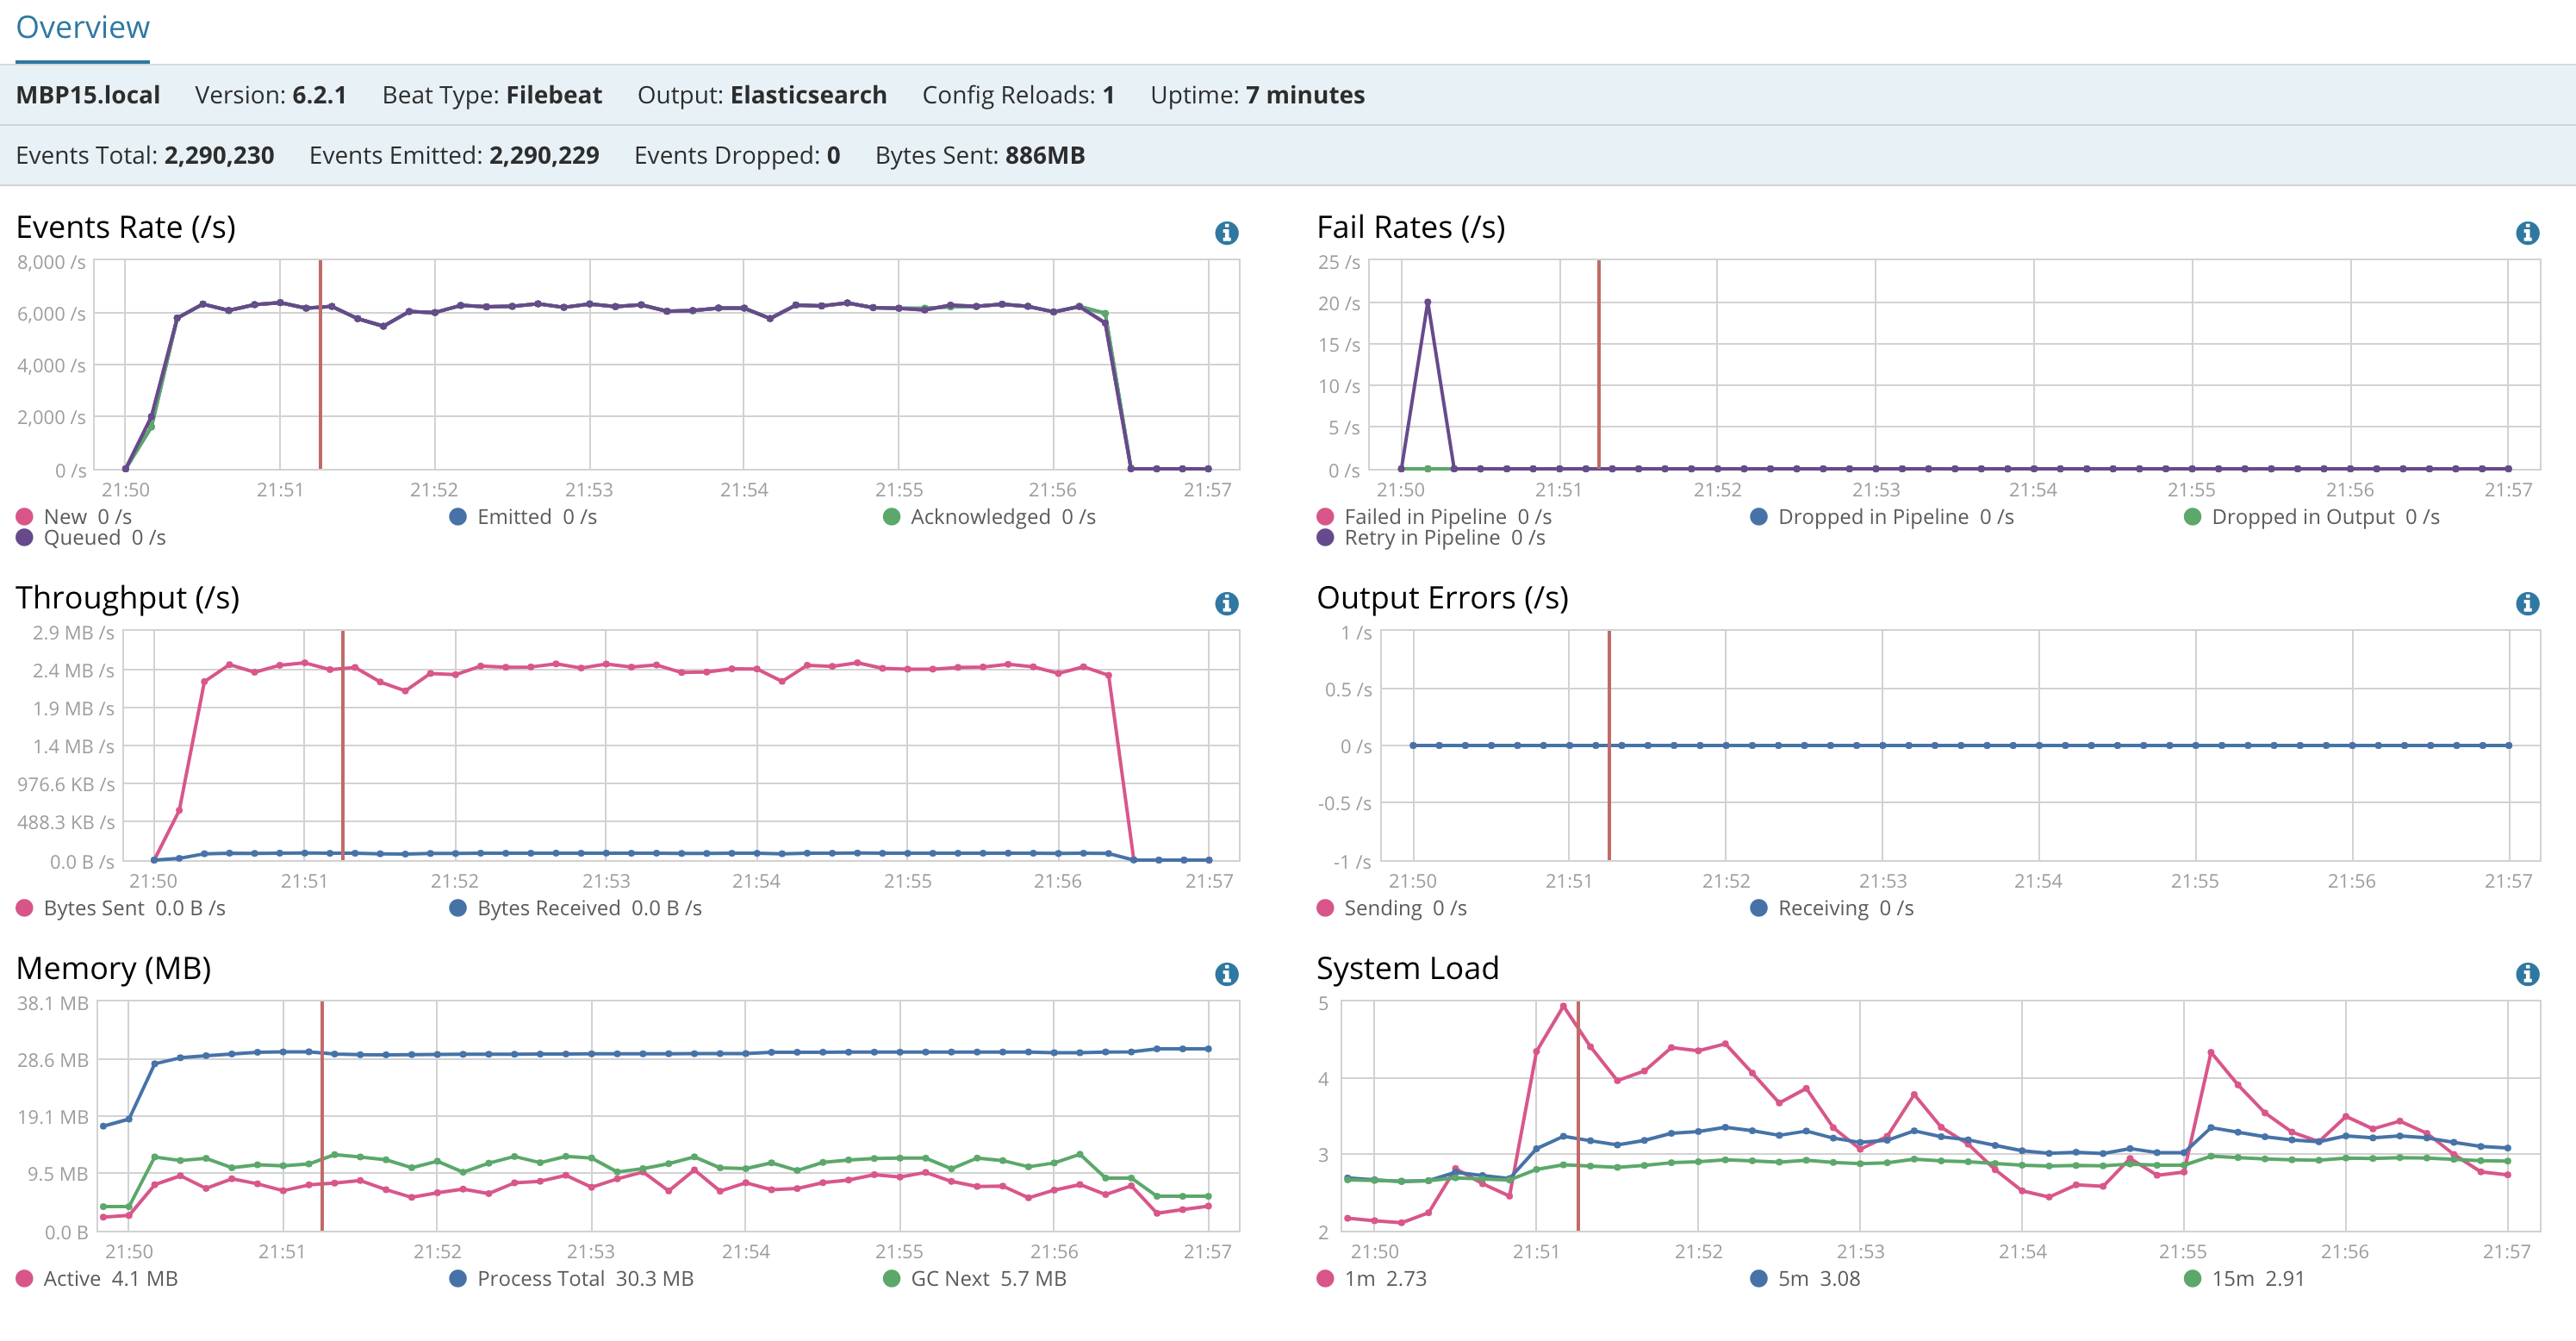 Overview
MBP15.local Version: 6.2.1 Beat Type: Filebeat Output: Elasticsearch Config Reloads: 1 Uptime: 7 minutes
Events Total: 2,290,230 Events Emitted: 2,290,229 Events Dropped: 0 Bytes Sent: 886MB
Events Rate (/s)
8,000 /s
6,000 /s
4,000 /s
2,000 /s
0 /s
21:50 21:51 21:52 21:53 21:54 21:55 21:56 21:57
New 0 /s Emitted 0 /s Acknowledged 0 /s
Queued 0 /s
Fail Rates (/s)
25 /s
20 /s
15 /s
10 /s
5 /s
0 /s
21:50 21:51 21:52 21:53 21:54 21:55 21:56 21:57
Failed in Pipeline 0 /s Dropped in Pipeline 0 /s Dropped in Output 0 /s
Retry in Pipeline 0 /s
Throughput (/s)
2.9 MB /s
2.4 MB /s
1.9 MB /s
1.4 MB /s
976.6 KB /s
488.3 KB /s
0.0 B /s
21:50 21:51 21:52 21:53 21:54 21:55 21:56 21:57
Bytes Sent 0.0 B /s Bytes Received 0.0 B /s
Output Errors (/s)
1 /s
0.5 /s
0 /s
-0.5 /s
-1 /s
21:50 21:51 21:52 21:53 21:54 21:55 21:56 21:57
Sending 0 /s Receiving 0 /s
Memory (MB)
38.1 MB
28.6 MB
19.1 MB
9.5 MB
0.0 B
21:50 21:51 21:52 21:53 21:54 21:55 21:56 21:57
Active 4.1 MB Process Total 30.3 MB GC Next 5.7 MB
System Load
5
4
3
2
21:50 21:51 21:52 21:53 21:54 21:55 21:56 21:57
1m 2.73 5m 3.08 15m 2.91